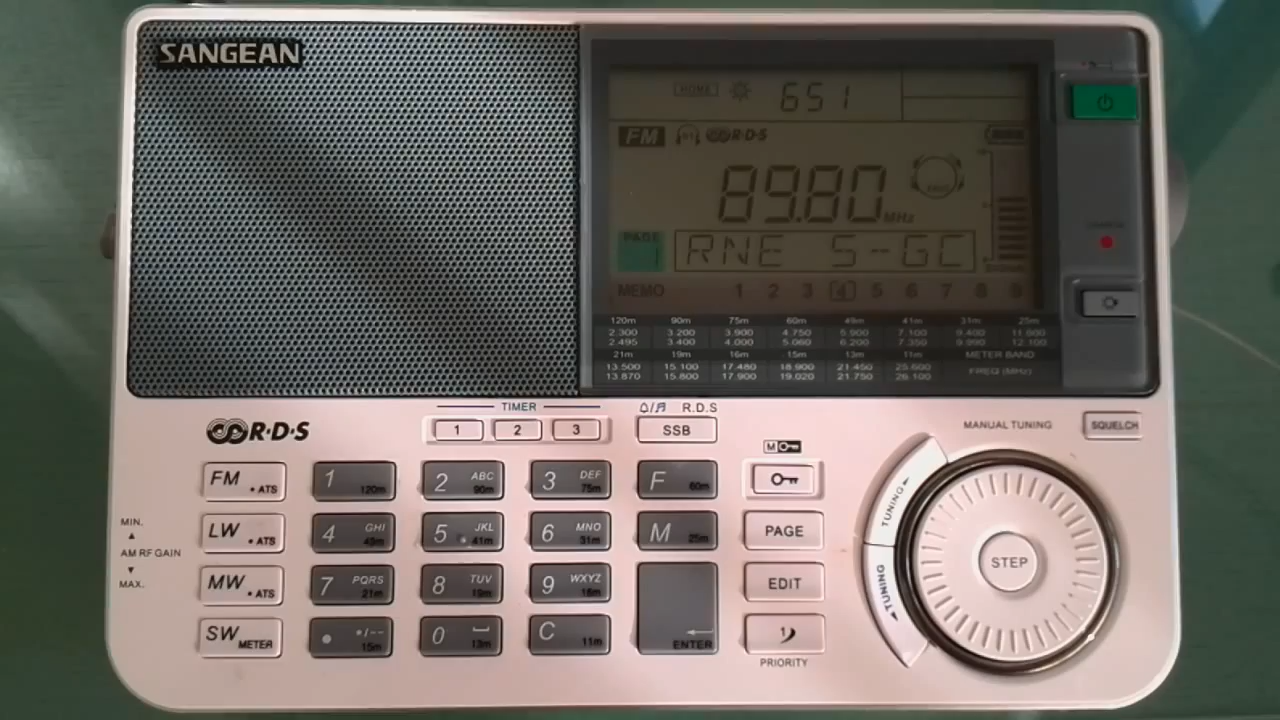 SANGEAN
HOME 651
FM R·D·S
89.80 MHz
PAGE 1 RNE 5-GC
MEMO 1 2 3 4 5 6 7 8 9
120m 90m 75m 60m 49m 41m 31m 25m
2.300 3.200 3.900 4.750 5.900 7.100 9.400 11.600
2.495 3.400 4.000 5.060 6.200 7.350 9.990 12.100
21m 19m 16m 15m 13m 11m METER BAND
13.500 15.100 17.480 18.900 21.450 25.600 FREQ (MHz)
13.870 15.800 17.900 19.020 21.750 26.100
R·D·S
TIMER
1 2 3
R.D.S
SSB
MANUAL TUNING
SQUELCH
M
FM • ATS
1 120m
2 ABC 90m
3 DEF 75m
F 60m
LW • ATS
4 GHI 49m
5 JKL 41m
6 MNO 31m
M 25m
PAGE
MW • ATS
7 PQRS 21m
8 TUV 19m
9 WXYZ 16m
ENTER
EDIT
SW METER
• */-- 15m
0 13m
C 11m
PRIORITY
MIN.
AM RF GAIN
MAX.
TUNING
TUNING
STEP